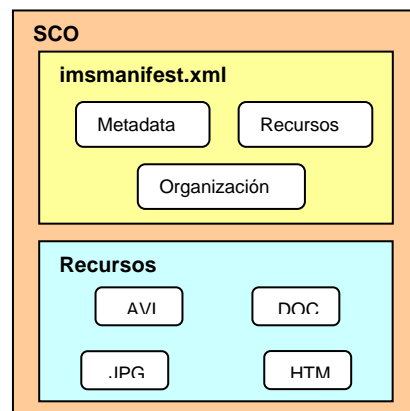 SCO
imsmanifest.xml
Metadata Recursos
Organización
Recursos
.AVI .DOC
.JPG .HTM